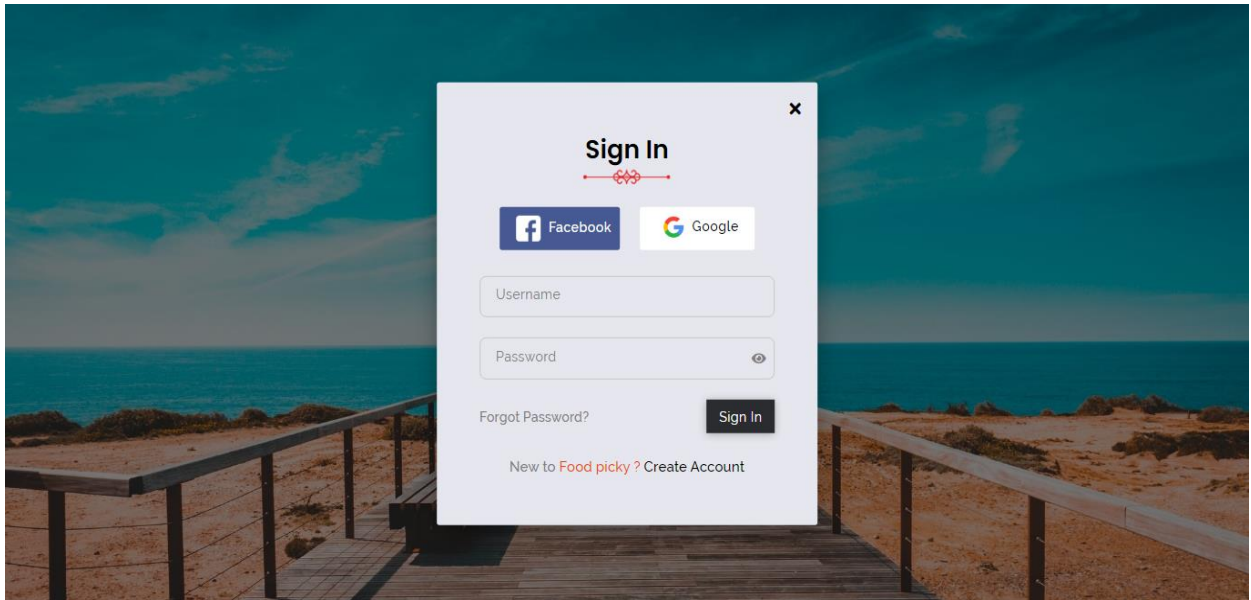 Sign In
Facebook
Google
Username
Password
Forgot Password?
Sign In
New to Food picky ? Create Account